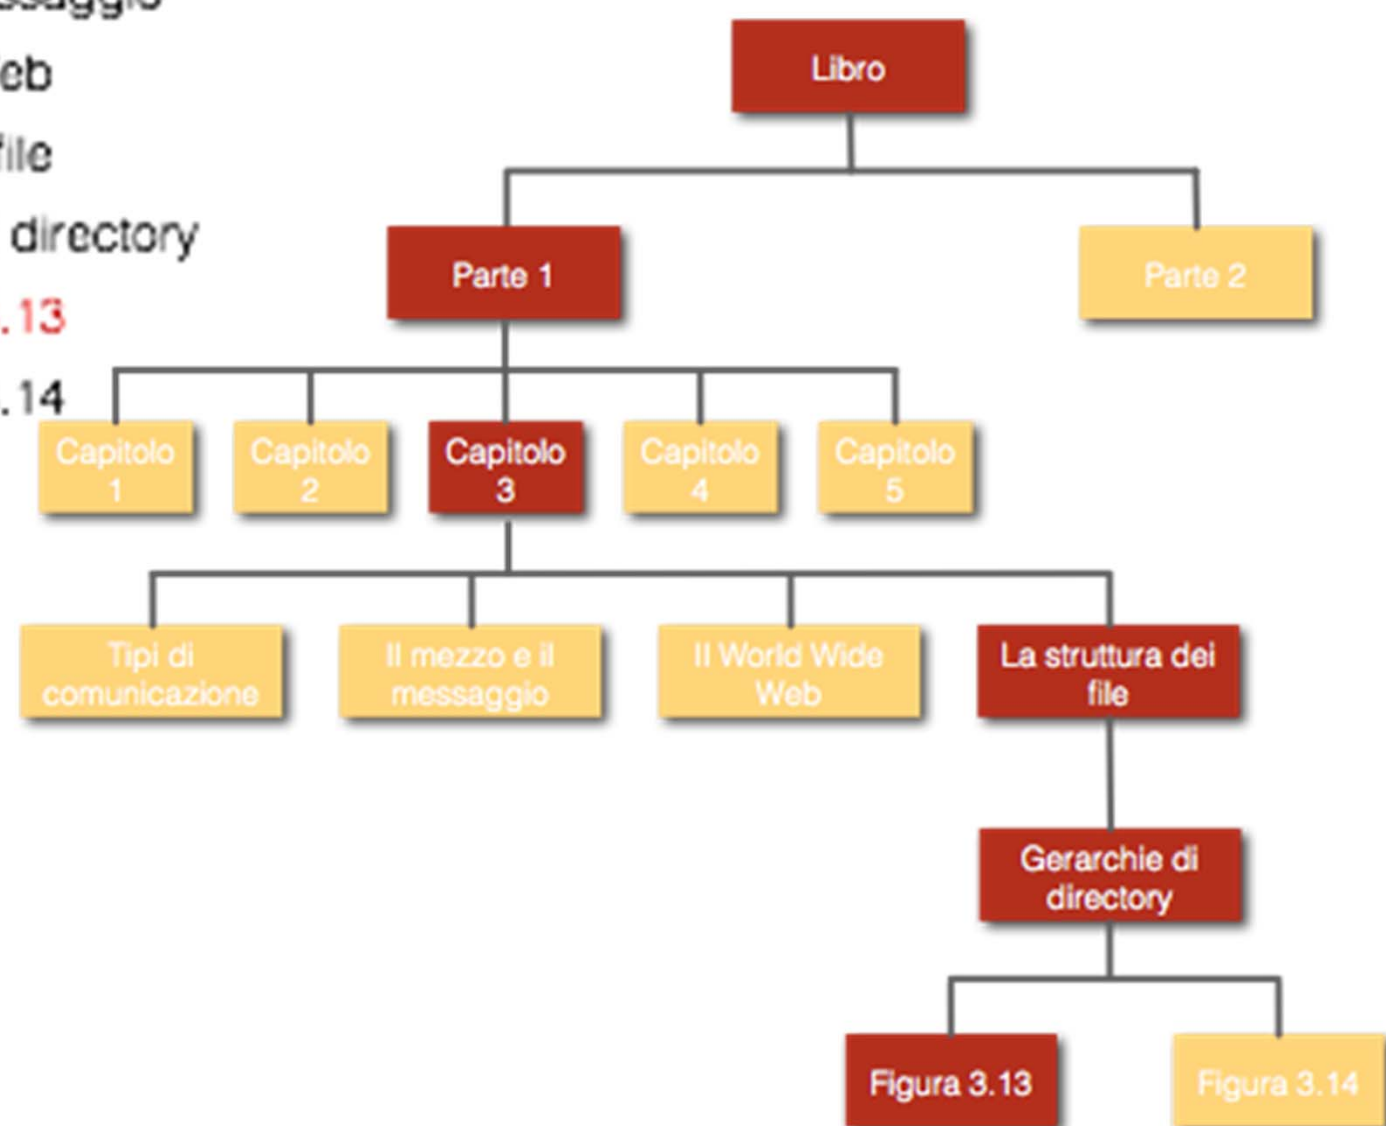 eb
file
directory
.13
.14
Libro
Parte 1
Parte 2
Capitolo
1
Capitolo
2
Capitolo
3
Capitolo
4
Capitolo
5
Tipi di
comunicazione
Il mezzo e il
messaggio
Il World Wide
Web
La struttura dei
file
Gerarchie di
directory
Figura 3.13
Figura 3.14